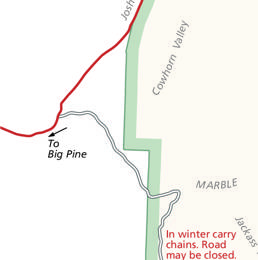 Josh
Cowhorn Valley
To
Big Pine
MARBLE
Jackass
In winter carry
chains. Road
may be closed.